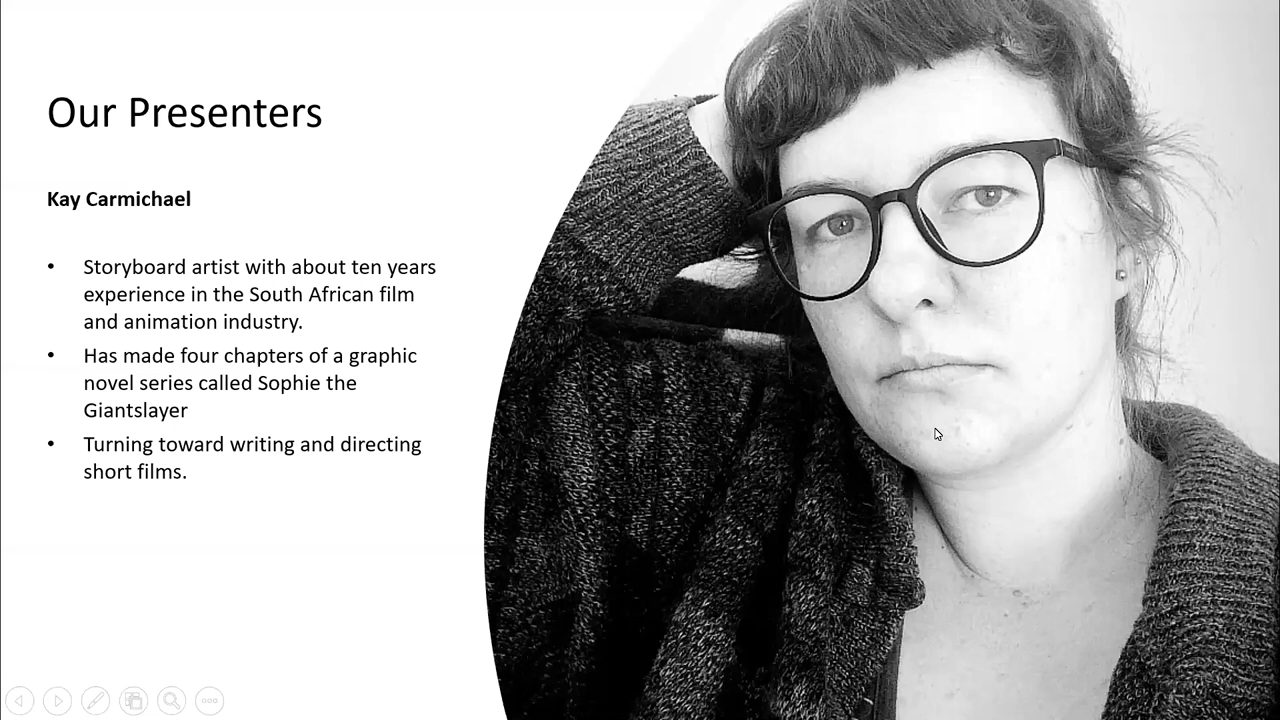 Our Presenters
Kay Carmichael
• Storyboard artist with about ten years
experience in the South African film
and animation industry.
• Has made four chapters of a graphic
novel series called Sophie the
Giantslayer
• Turning toward writing and directing
short films.